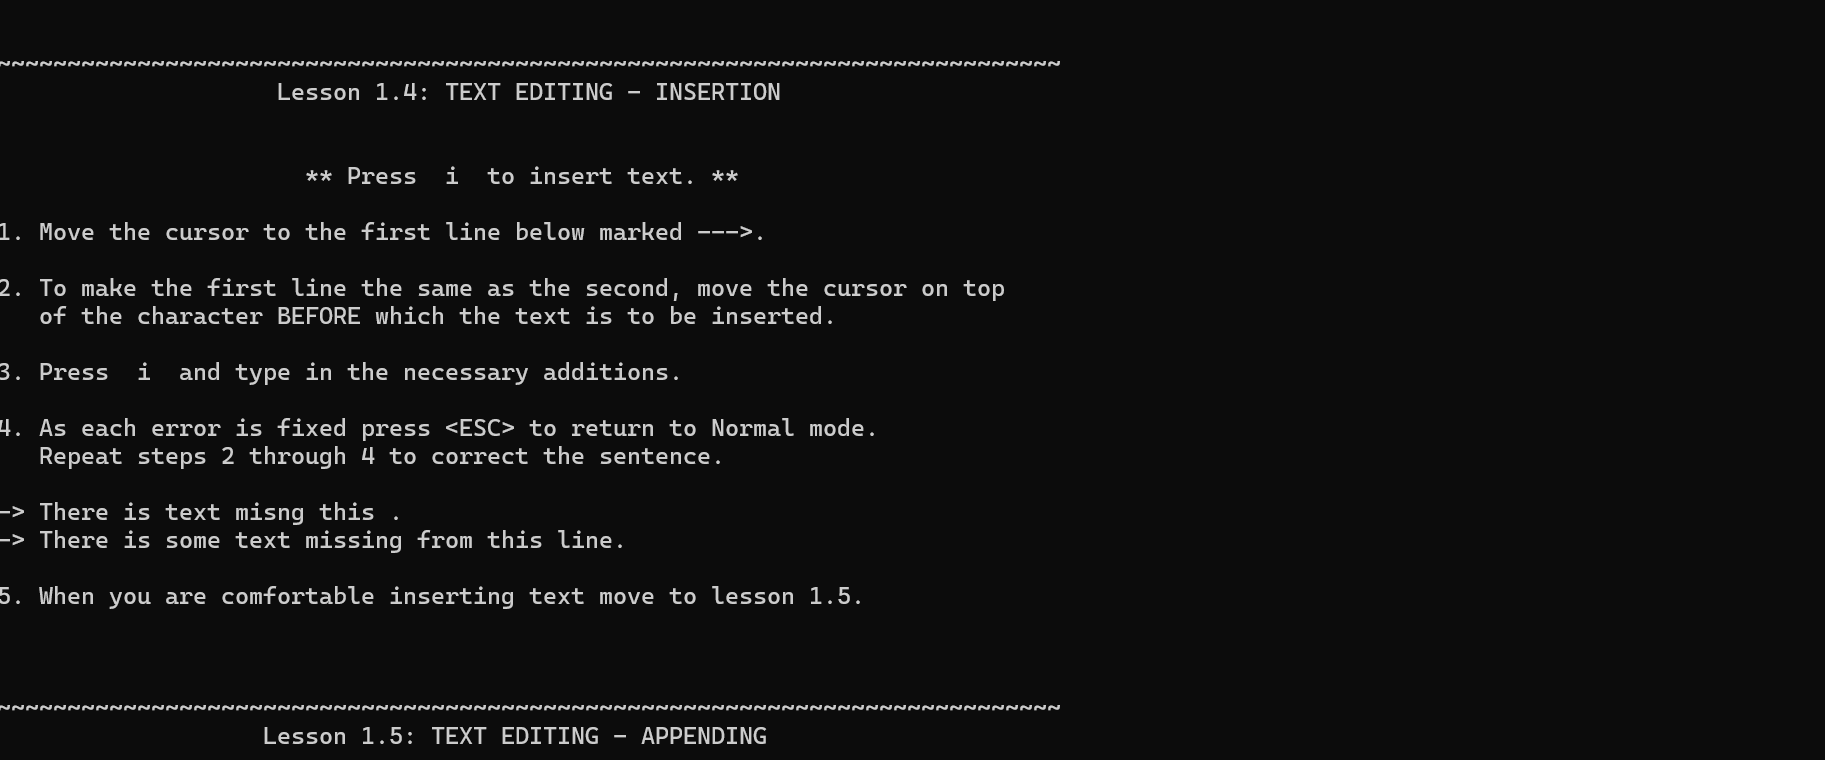 ~~~~~~~~~~~~~~~~~~~~~~~~~~~~~~~~~~~~~~~~~~~~~~~~~~~~~~~~~~~~~~~~~~~~~~~~~~~~
Lesson 1.4: TEXT EDITING - INSERTION
** Press  i  to insert text. **
1. Move the cursor to the first line below marked --->.
2. To make the first line the same as the second, move the cursor on top
of the character BEFORE which the text is to be inserted.
3. Press  i  and type in the necessary additions.
4. As each error is fixed press <ESC> to return to Normal mode.
Repeat steps 2 through 4 to correct the sentence.
-> There is text misng this .
-> There is some text missing from this line.
5. When you are comfortable inserting text move to lesson 1.5.
~~~~~~~~~~~~~~~~~~~~~~~~~~~~~~~~~~~~~~~~~~~~~~~~~~~~~~~~~~~~~~~~~~~~~~~~~~~~
Lesson 1.5: TEXT EDITING - APPENDING